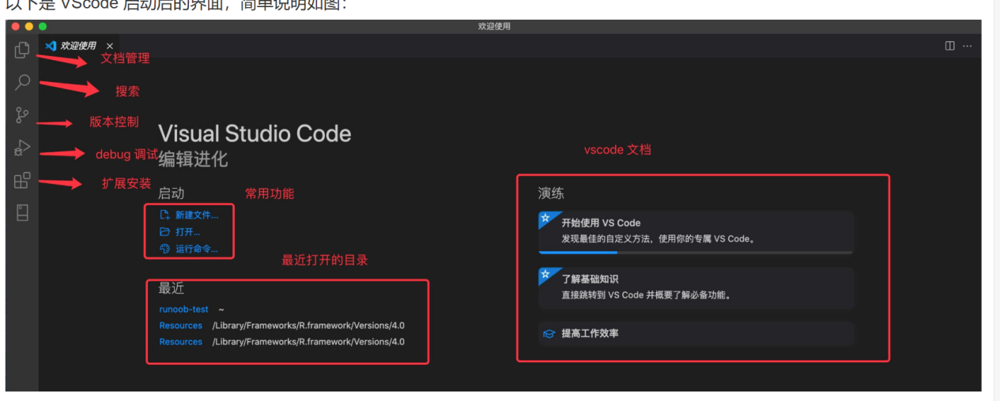 以下是 VScode 启动后的界面，简单说明如图：
欢迎使用
欢迎使用 ×
文档管理
搜索
版本控制
debug 调试
扩展安装
Visual Studio Code
编辑进化
启动
常用功能
新建文件...
打开...
运行命令...
最近打开的目录
最近
runoob-test ~
Resources /Library/Frameworks/R.framework/Versions/4.0
Resources /Library/Frameworks/R.framework/Versions/4.0
vscode 文档
演练
开始使用 VS Code
发现最佳的自定义方法，使用你的专属 VS Code。
了解基础知识
直接跳转到 VS Code 并概要了解必备功能。
提高工作效率